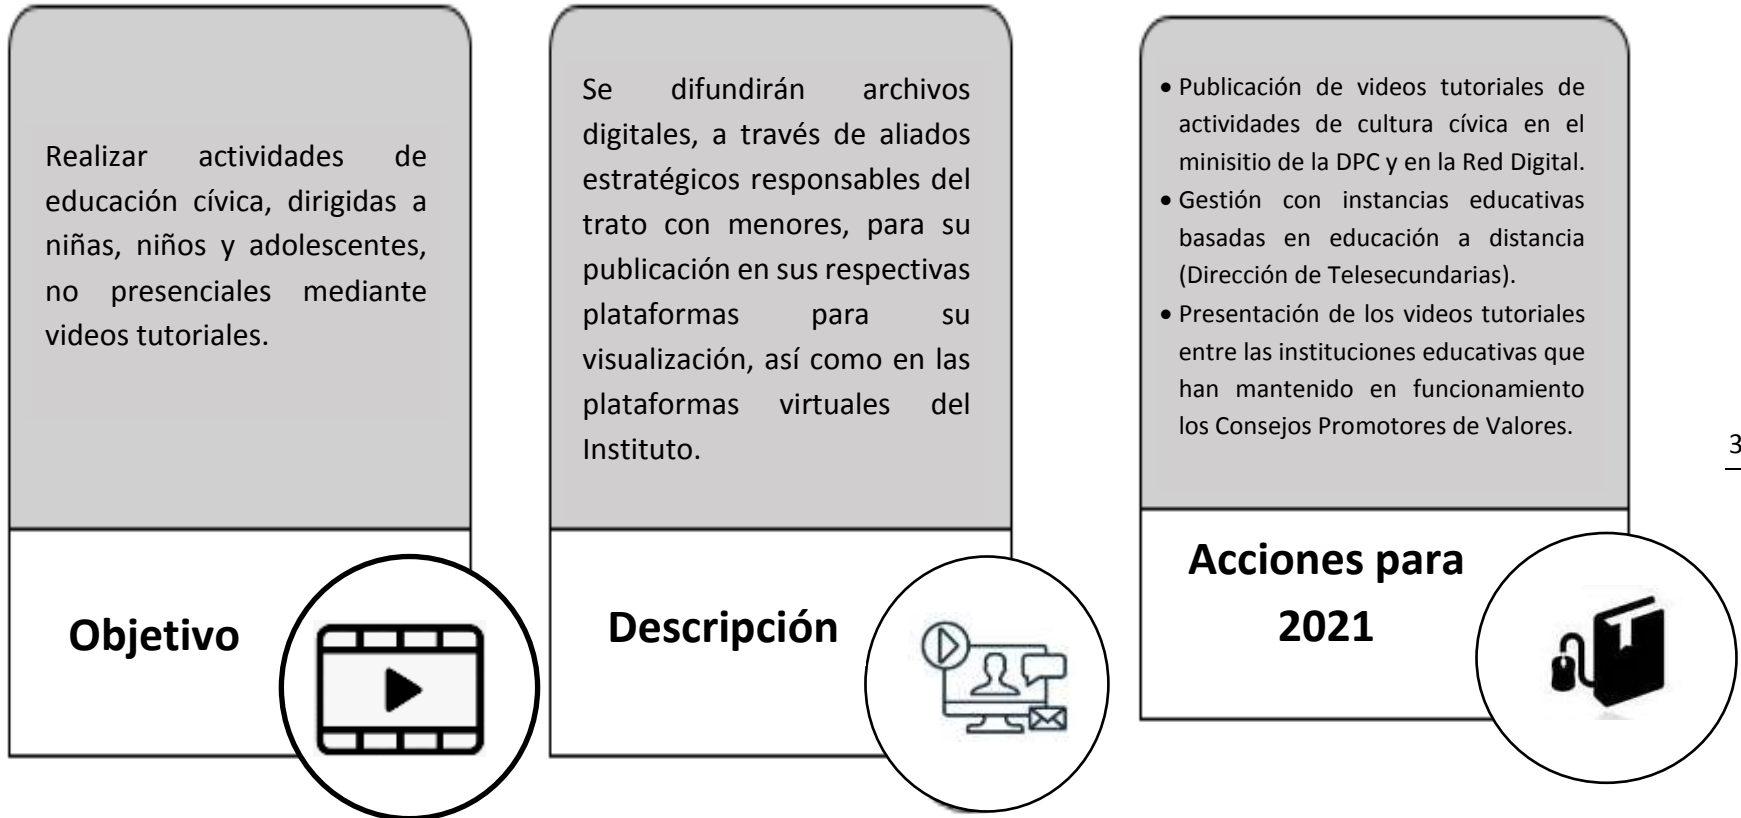 Realizar actividades de
educación cívica, dirigidas a
niñas, niños y adolescentes,
no presenciales mediante
videos tutoriales.
Objetivo
Se difundirán archivos
digitales, a través de aliados
estratégicos responsables del
trato con menores, para su
publicación en sus respectivas
plataformas para su
visualización, así como en las
plataformas virtuales del
Instituto.
Descripción
• Publicación de videos tutoriales de
actividades de cultura cívica en el
minisitio de la DPC y en la Red Digital.
• Gestión con instancias educativas
basadas en educación a distancia
(Dirección de Telesecundarias).
• Presentación de los videos tutoriales
entre las instituciones educativas que
han mantenido en funcionamiento
los Consejos Promotores de Valores.
Acciones para
2021
3